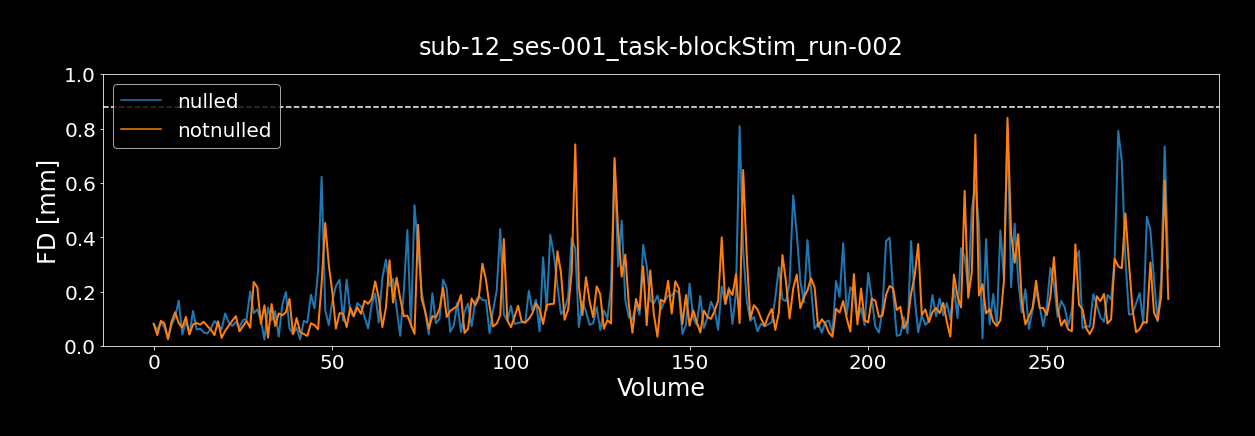 sub-12_ses-001_task-blockStim_run-002
1.0
0.8
0.6
0.4
0.2
0.0
FD [mm]
nulled
notnulled
0 50 100 150 200 250
Volume